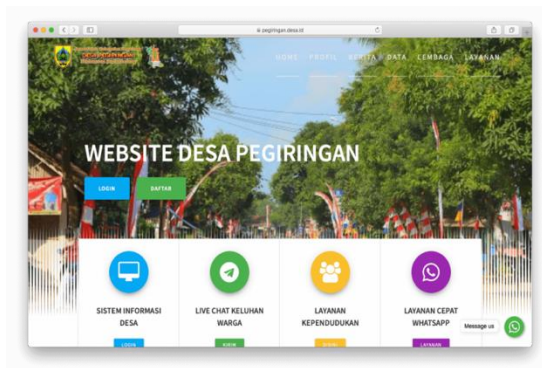 pegiringan.desa.id
HOME PROFIL BERITA DATA LEMBAGA LAYANAN
WEBSITE DESA PEGIRINGAN
LOGIN DAFTAR
SISTEM INFORMASI
DESA
LOGIN
LIVE CHAT KELUHAN
WARGA
KIRIM
LAYANAN
KEPENDUDUKAN
LAYANAN CEPAT
WHATSAPP
LAYANAN
Message us